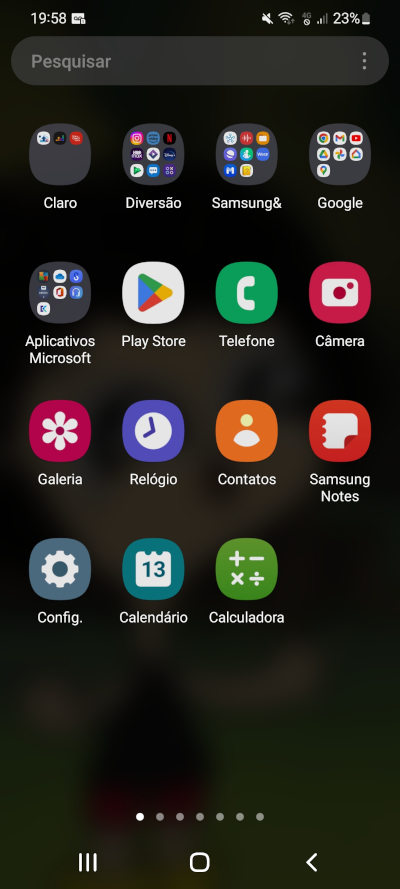 19:58
4G
23%
Pesquisar
Claro
Diversão
Samsung&
Google
Aplicativos
Microsoft
Play Store
Telefone
Câmera
Galeria
Relógio
Contatos
Samsung
Notes
Config.
13
Calendário
Calculadora